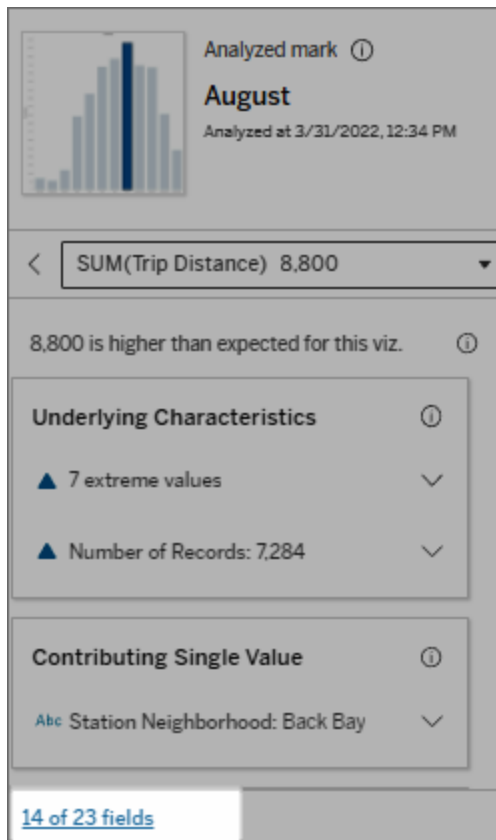 Analyzed mark
August
Analyzed at 3/31/2022, 12:34 PM
SUM(Trip Distance) 8,800
8,800 is higher than expected for this viz.
Underlying Characteristics
7 extreme values
Number of Records: 7,284
Contributing Single Value
Abc Station Neighborhood: Back Bay
14 of 23 fields